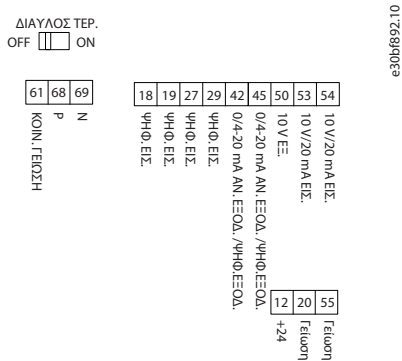 e30bf892.10
ΔΙΑΥΛΟΣ ΤΕΡ.
OFF ON
61 68 69
ΚΟΙΝ. ΓΕΙΩΣΗ
P
N
18 19 27 29 42 45 50 53 54
ΨΗΦ. ΕΙΣ.
ΨΗΦ. ΕΙΣ.
ΨΗΦ. ΕΙΣ.
ΨΗΦ. ΕΙΣ.
0/4-20 mA ΑΝ. ΕΞΟΔ. /ΨΗΦ.ΕΞΟΔ.
0/4-20 mA ΑΝ. ΕΞΟΔ. /ΨΗΦ.ΕΞΟΔ.
10 V ΕΞ.
10 V/20 mA ΕΙΣ.
10 V/20 mA ΕΙΣ.
12 20 55
+24
Γείωση
Γείωση